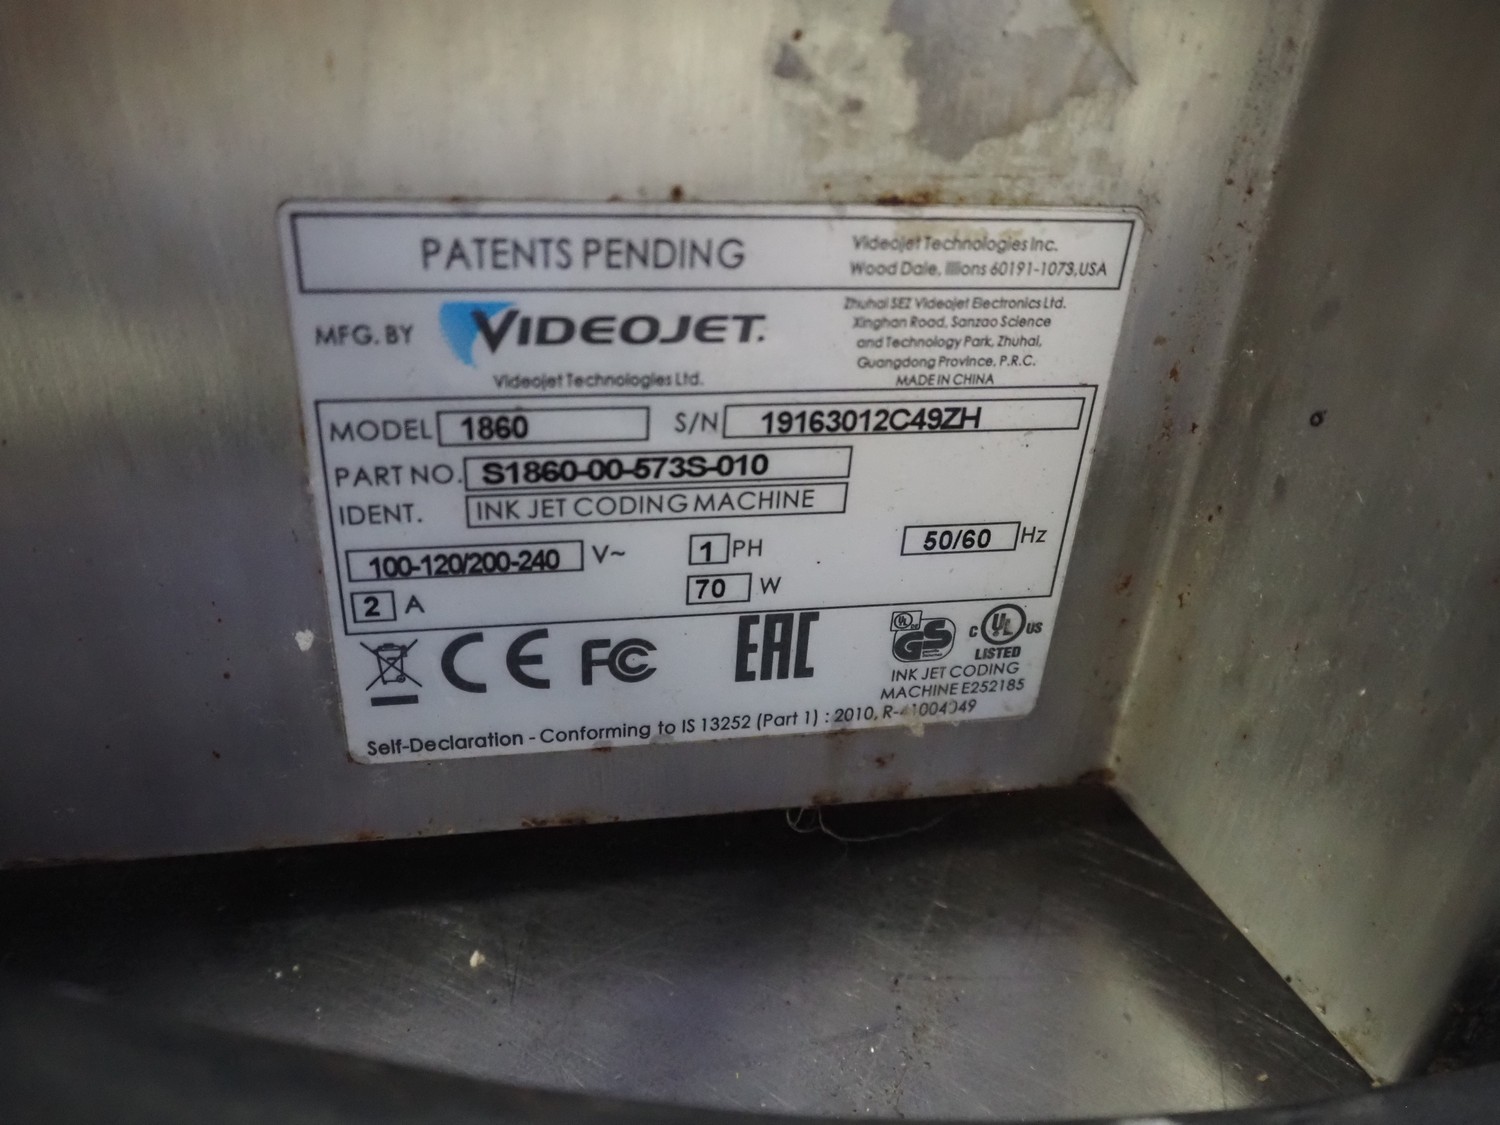 PATENTS PENDING
Videojet Technologies Inc.
Wood Dale, Illions 60191-1073,USA
MFG. BY VIDEOJET.
Videojet Technologies Ltd.
Zhuhai SEZ Videojet Electronics Ltd.
Xinghan Road, Sanzao Science
and Technology Park, Zhuhai,
Guangdong Province, P.R.C.
MADE IN CHINA
MODEL 1860 S/N 19163012C49ZH
PART NO. S1860-00-573S-010
IDENT. INK JET CODING MACHINE
100-120/200-240 V~ 1 PH 50/60 Hz
2 A 70 W
CE FC EAC GS C UL US
LISTED
INK JET CODING
MACHINE E252185
Self-Declaration - Conforming to IS 13252 (Part 1) : 2010,